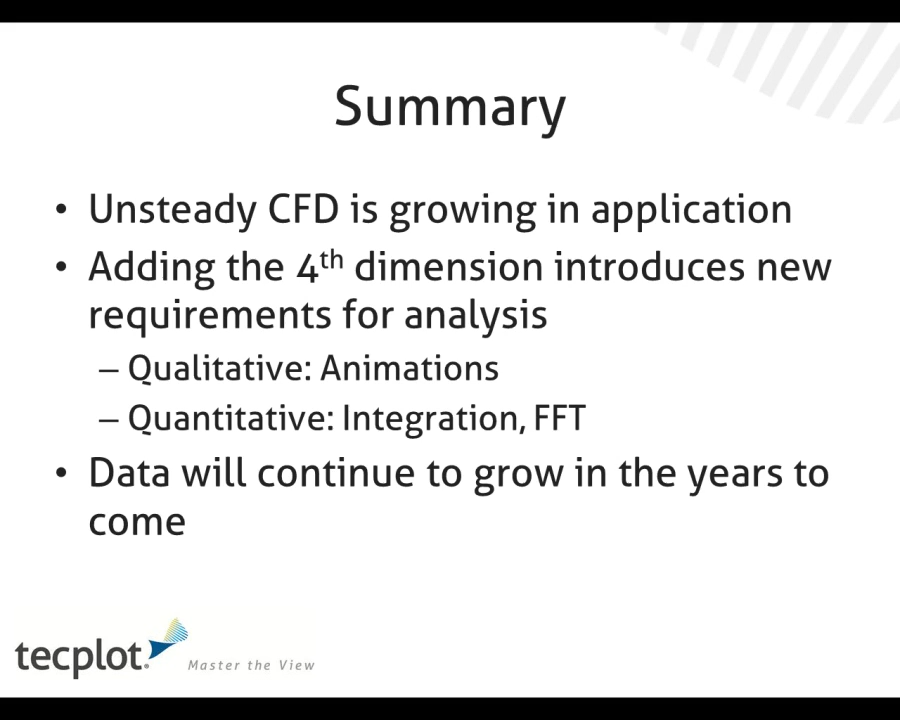 Summary
• Unsteady CFD is growing in application
• Adding the 4th dimension introduces new
requirements for analysis
– Qualitative: Animations
– Quantitative: Integration, FFT
• Data will continue to grow in the years to
come
tecplot.
Master the View